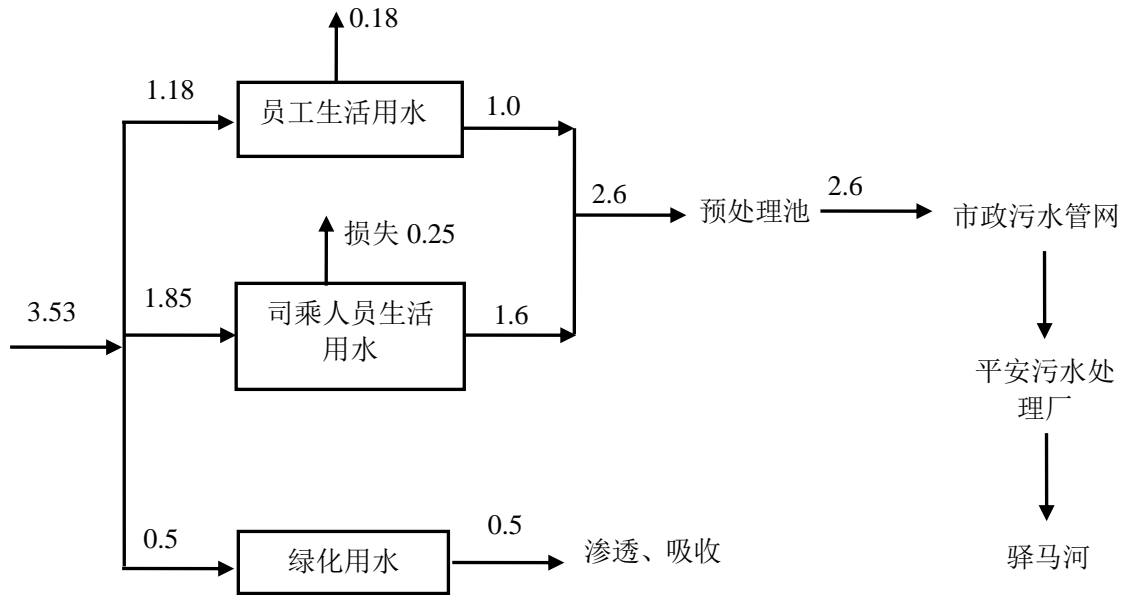 0.18
1.18
员工生活用水
1.0
2.6
预处理池
2.6
市政污水管网
损失 0.25
3.53
1.85
司乘人员生活
用水
1.6
平安污水处
理厂
0.5
绿化用水
0.5
渗透、吸收
驿马河